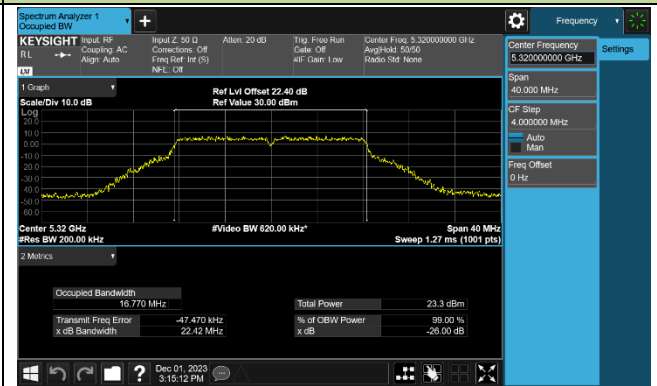 Spectrum Analyzer 1
Occupied BW
+
Frequency
KEYSIGHT
RL
LXI
Input: RF
Coupling: AC
Align: Auto
Input Z: 50 Ω
Corrections: Off
Freq Ref: Int (S)
NFE: Off
Atten: 20 dB
Trig: Free Run
Gate: Off
#IF Gain: Low
Center Freq: 5.320000000 GHz
Avg|Hold: 50/50
Radio Std: None
Center Frequency
5.320000000 GHz
Settings
Span
40.000 MHz
CF Step
4.000000 MHz
Auto
Man
Freq Offset
0 Hz
1 Graph
Scale/Div 10.0 dB
Ref Lvl Offset 22.40 dB
Ref Value 30.00 dBm
Log
20.0
10.0
0.00
-10.0
-20.0
-30.0
-40.0
-50.0
-60.0
Center 5.32 GHz
#Video BW 620.00 kHz*
Span 40 MHz
#Res BW 200.00 kHz
Sweep 1.27 ms (1001 pts)
2 Metrics
Occupied Bandwidth
16.770 MHz
Total Power 23.3 dBm
Transmit Freq Error -47.470 kHz
% of OBW Power 99.00 %
x dB Bandwidth 22.42 MHz
x dB -26.00 dB
?
Dec 01, 2023
3:15:12 PM